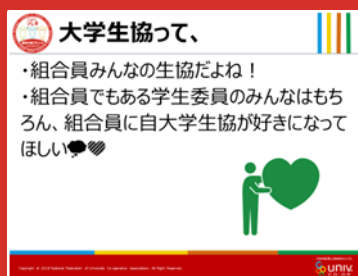 大学生協って、
・組合員みんなの生協だよね！
・組合員でもある学生委員のみんなはもち
ろん、組合員に自大学生協が好きになって
ほしい
UNIV.
CO-OP